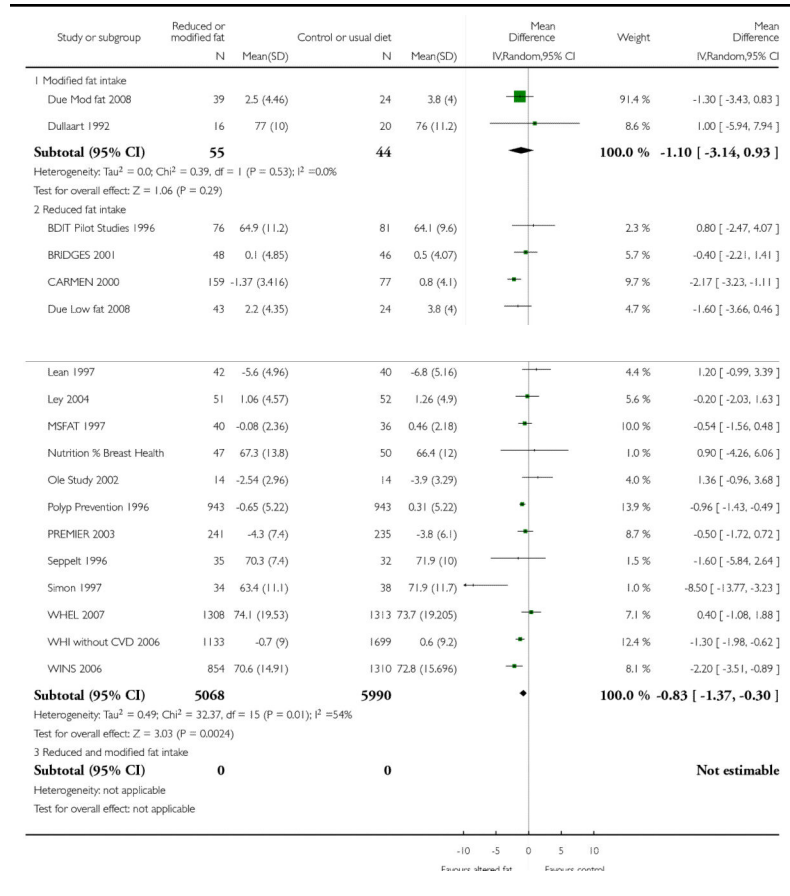 Study or subgroup Reduced or modified fat Control or usual diet Mean Difference Weight Mean Difference
N Mean(SD) N Mean(SD) IV,Random,95% CI IV,Random,95% CI
1 Modified fat intake
Due Mod fat 2008 39 2.5 (4.46) 24 3.8 (4) 91.4 % -1.30 [ -3.43, 0.83 ]
Dullaart 1992 16 77 (10) 20 76 (11.2) 8.6 % 1.00 [ -5.94, 7.94 ]
Subtotal (95% CI) 55 44 100.0 % -1.10 [ -3.14, 0.93 ]
Heterogeneity: Tau² = 0.0; Chi² = 0.39, df = 1 (P = 0.53); I² =0.0%
Test for overall effect: Z = 1.06 (P = 0.29)
2 Reduced fat intake
BDIT Pilot Studies 1996 76 64.9 (11.2) 81 64.1 (9.6) 2.3 % 0.80 [ -2.47, 4.07 ]
BRIDGES 2001 48 0.1 (4.85) 46 0.5 (4.07) 5.7 % -0.40 [ -2.21, 1.41 ]
CARMEN 2000 159 -1.37 (3.416) 77 0.8 (4.1) 9.7 % -2.17 [ -3.23, -1.11 ]
Due Low fat 2008 43 2.2 (4.35) 24 3.8 (4) 4.7 % -1.60 [ -3.66, 0.46 ]
Lean 1997 42 -5.6 (4.96) 40 -6.8 (5.16) 4.4 % 1.20 [ -0.99, 3.39 ]
Ley 2004 51 1.06 (4.57) 52 1.26 (4.9) 5.6 % -0.20 [ -2.03, 1.63 ]
MSFAT 1997 40 -0.08 (2.36) 36 0.46 (2.18) 10.0 % -0.54 [ -1.56, 0.48 ]
Nutrition % Breast Health 47 67.3 (13.8) 50 66.4 (12) 1.0 % 0.90 [ -4.26, 6.06 ]
Ole Study 2002 14 -2.54 (2.96) 14 -3.9 (3.29) 4.0 % 1.36 [ -0.96, 3.68 ]
Polyp Prevention 1996 943 -0.65 (5.22) 943 0.31 (5.22) 13.9 % -0.96 [ -1.43, -0.49 ]
PREMIER 2003 241 -4.3 (7.4) 235 -3.8 (6.1) 8.7 % -0.50 [ -1.72, 0.72 ]
Seppelt 1996 35 70.3 (7.4) 32 71.9 (10) 1.5 % -1.60 [ -5.84, 2.64 ]
Simon 1997 34 63.4 (11.1) 38 71.9 (11.7) 1.0 % -8.50 [ -13.77, -3.23 ]
WHEL 2007 1308 74.1 (19.53) 1313 73.7 (19.205) 7.1 % 0.40 [ -1.08, 1.88 ]
WHI without CVD 2006 1133 -0.7 (9) 1699 0.6 (9.2) 12.4 % -1.30 [ -1.98, -0.62 ]
WINS 2006 854 70.6 (14.91) 1310 72.8 (15.696) 8.1 % -2.20 [ -3.51, -0.89 ]
Subtotal (95% CI) 5068 5990 100.0 % -0.83 [ -1.37, -0.30 ]
Heterogeneity: Tau² = 0.49; Chi² = 32.37, df = 15 (P = 0.01); I² =54%
Test for overall effect: Z = 3.03 (P = 0.0024)
3 Reduced and modified fat intake
Subtotal (95% CI) 0 0 Not estimable
Heterogeneity: not applicable
Test for overall effect: not applicable
-10 -5 0 5 10
Favours altered fat Favours control